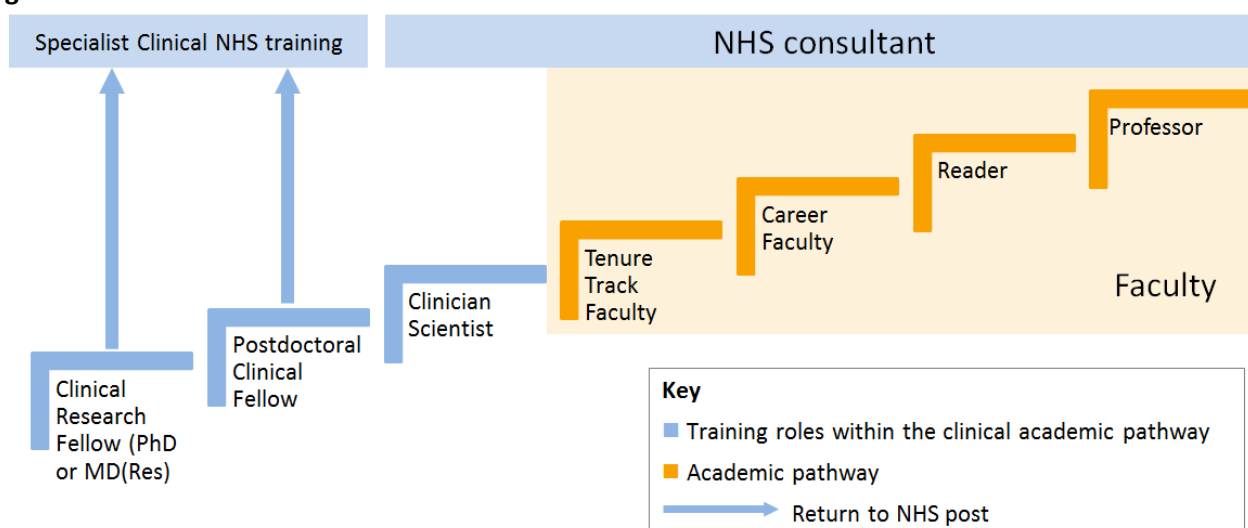 Specialist Clinical NHS training
NHS consultant
Professor
Reader
Career
Faculty
Tenure
Track
Faculty
Faculty
Clinician
Scientist
Postdoctoral
Clinical
Fellow
Clinical
Research
Fellow (PhD
or MD(Res)
Key
Training roles within the clinical academic pathway
Academic pathway
Return to NHS post